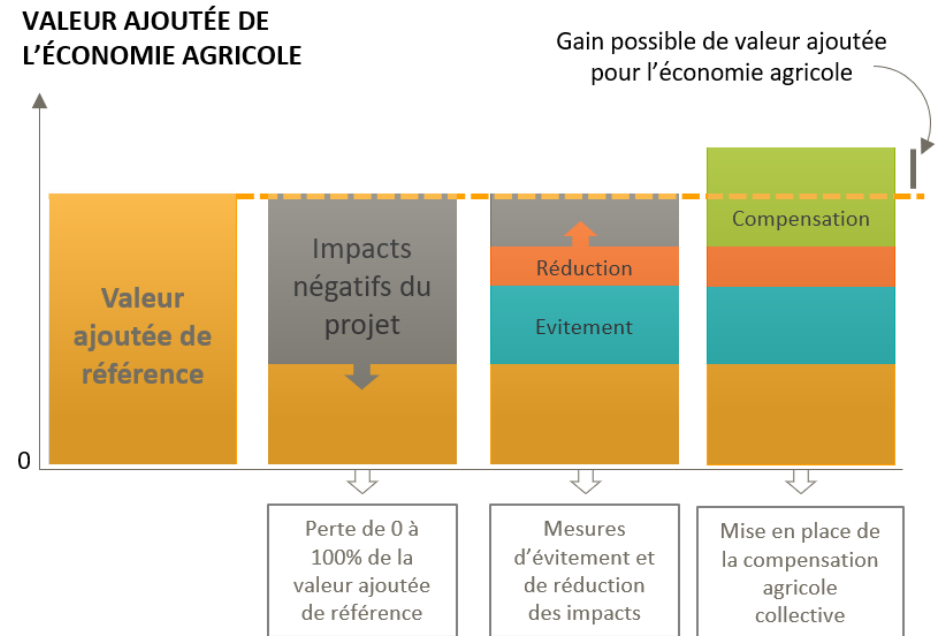 VALEUR AJOUTÉE DE
L'ÉCONOMIE AGRICOLE
Gain possible de valeur ajoutée
pour l'économie agricole
Valeur
ajoutée de
référence
Impacts
négatifs du
projet
Réduction
Evitement
Compensation
0
Perte de 0 à
100% de la
valeur ajoutée
de référence
Mesures
d'évitement et
de réduction
des impacts
Mise en place de
la compensation
agricole
collective